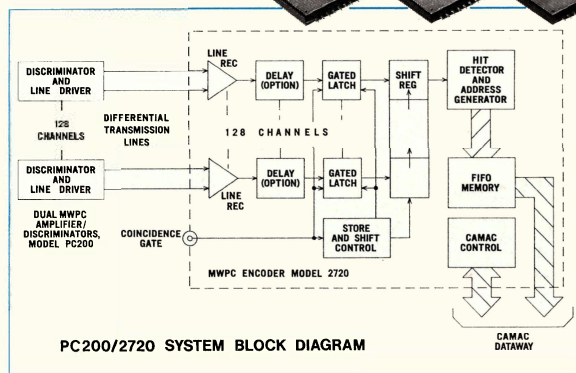 DISCRIMINATOR
AND
LINE DRIVER
128
CHANNELS
DIFFERENTIAL
TRANSMISSION
LINES
DISCRIMINATOR
AND
LINE DRIVER
DUAL MWPC
AMPLIFIER/
DISCRIMINATORS,
MODEL PC200
COINCIDENCE
GATE
LINE
REC
DELAY
(OPTION)
GATED
LATCH
SHIFT
REG
HIT
DETECTOR
AND
ADDRESS
GENERATOR
128 CHANNELS
LINE
REC
DELAY
(OPTION)
GATED
LATCH
STORE
AND SHIFT
CONTROL
FIFO
MEMORY
CAMAC
CONTROL
MWPC ENCODER MODEL 2720
CAMAC
DATAWAY
PC200/2720 SYSTEM BLOCK DIAGRAM